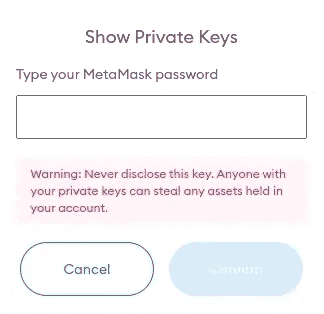 Show Private Keys
Type your MetaMask password
Warning: Never disclose this key. Anyone with
your private keys can steal any assets held in
your account.
Cancel